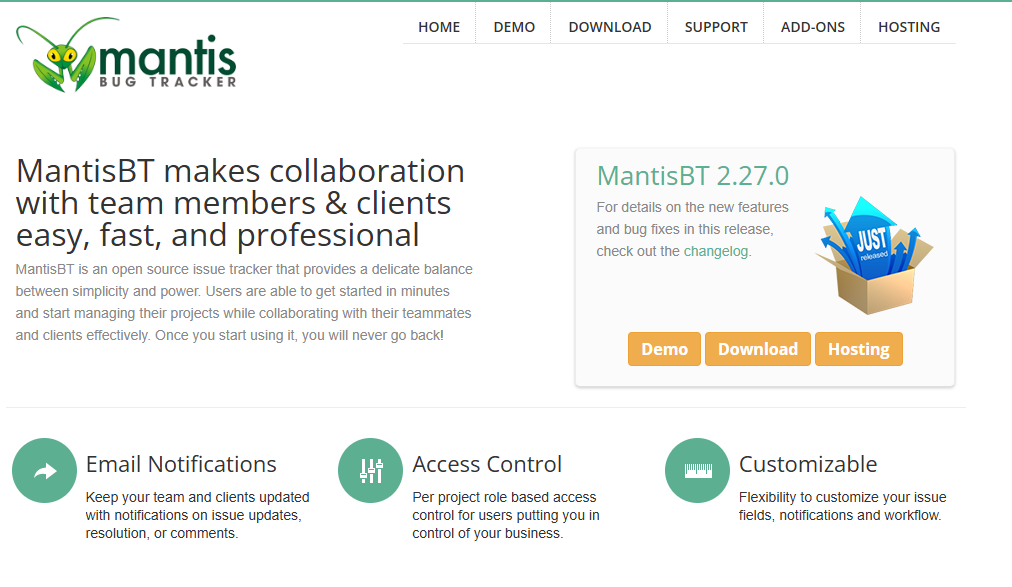 HOME
DEMO
DOWNLOAD
SUPPORT
ADD-ONS
HOSTING
mantis
BUG TRACKER
MantisBT makes collaboration
with team members & clients
easy, fast, and professional
MantisBT is an open source issue tracker that provides a delicate balance
between simplicity and power. Users are able to get started in minutes
and start managing their projects while collaborating with their teammates
and clients effectively. Once you start using it, you will never go back!
MantisBT 2.27.0
For details on the new features
and bug fixes in this release,
check out the changelog.
JUST
released
Demo
Download
Hosting
Email Notifications
Keep your team and clients updated
with notifications on issue updates,
resolution, or comments.
Access Control
Per project role based access
control for users putting you in
control of your business.
Customizable
Flexibility to customize your issue
fields, notifications and workflow.